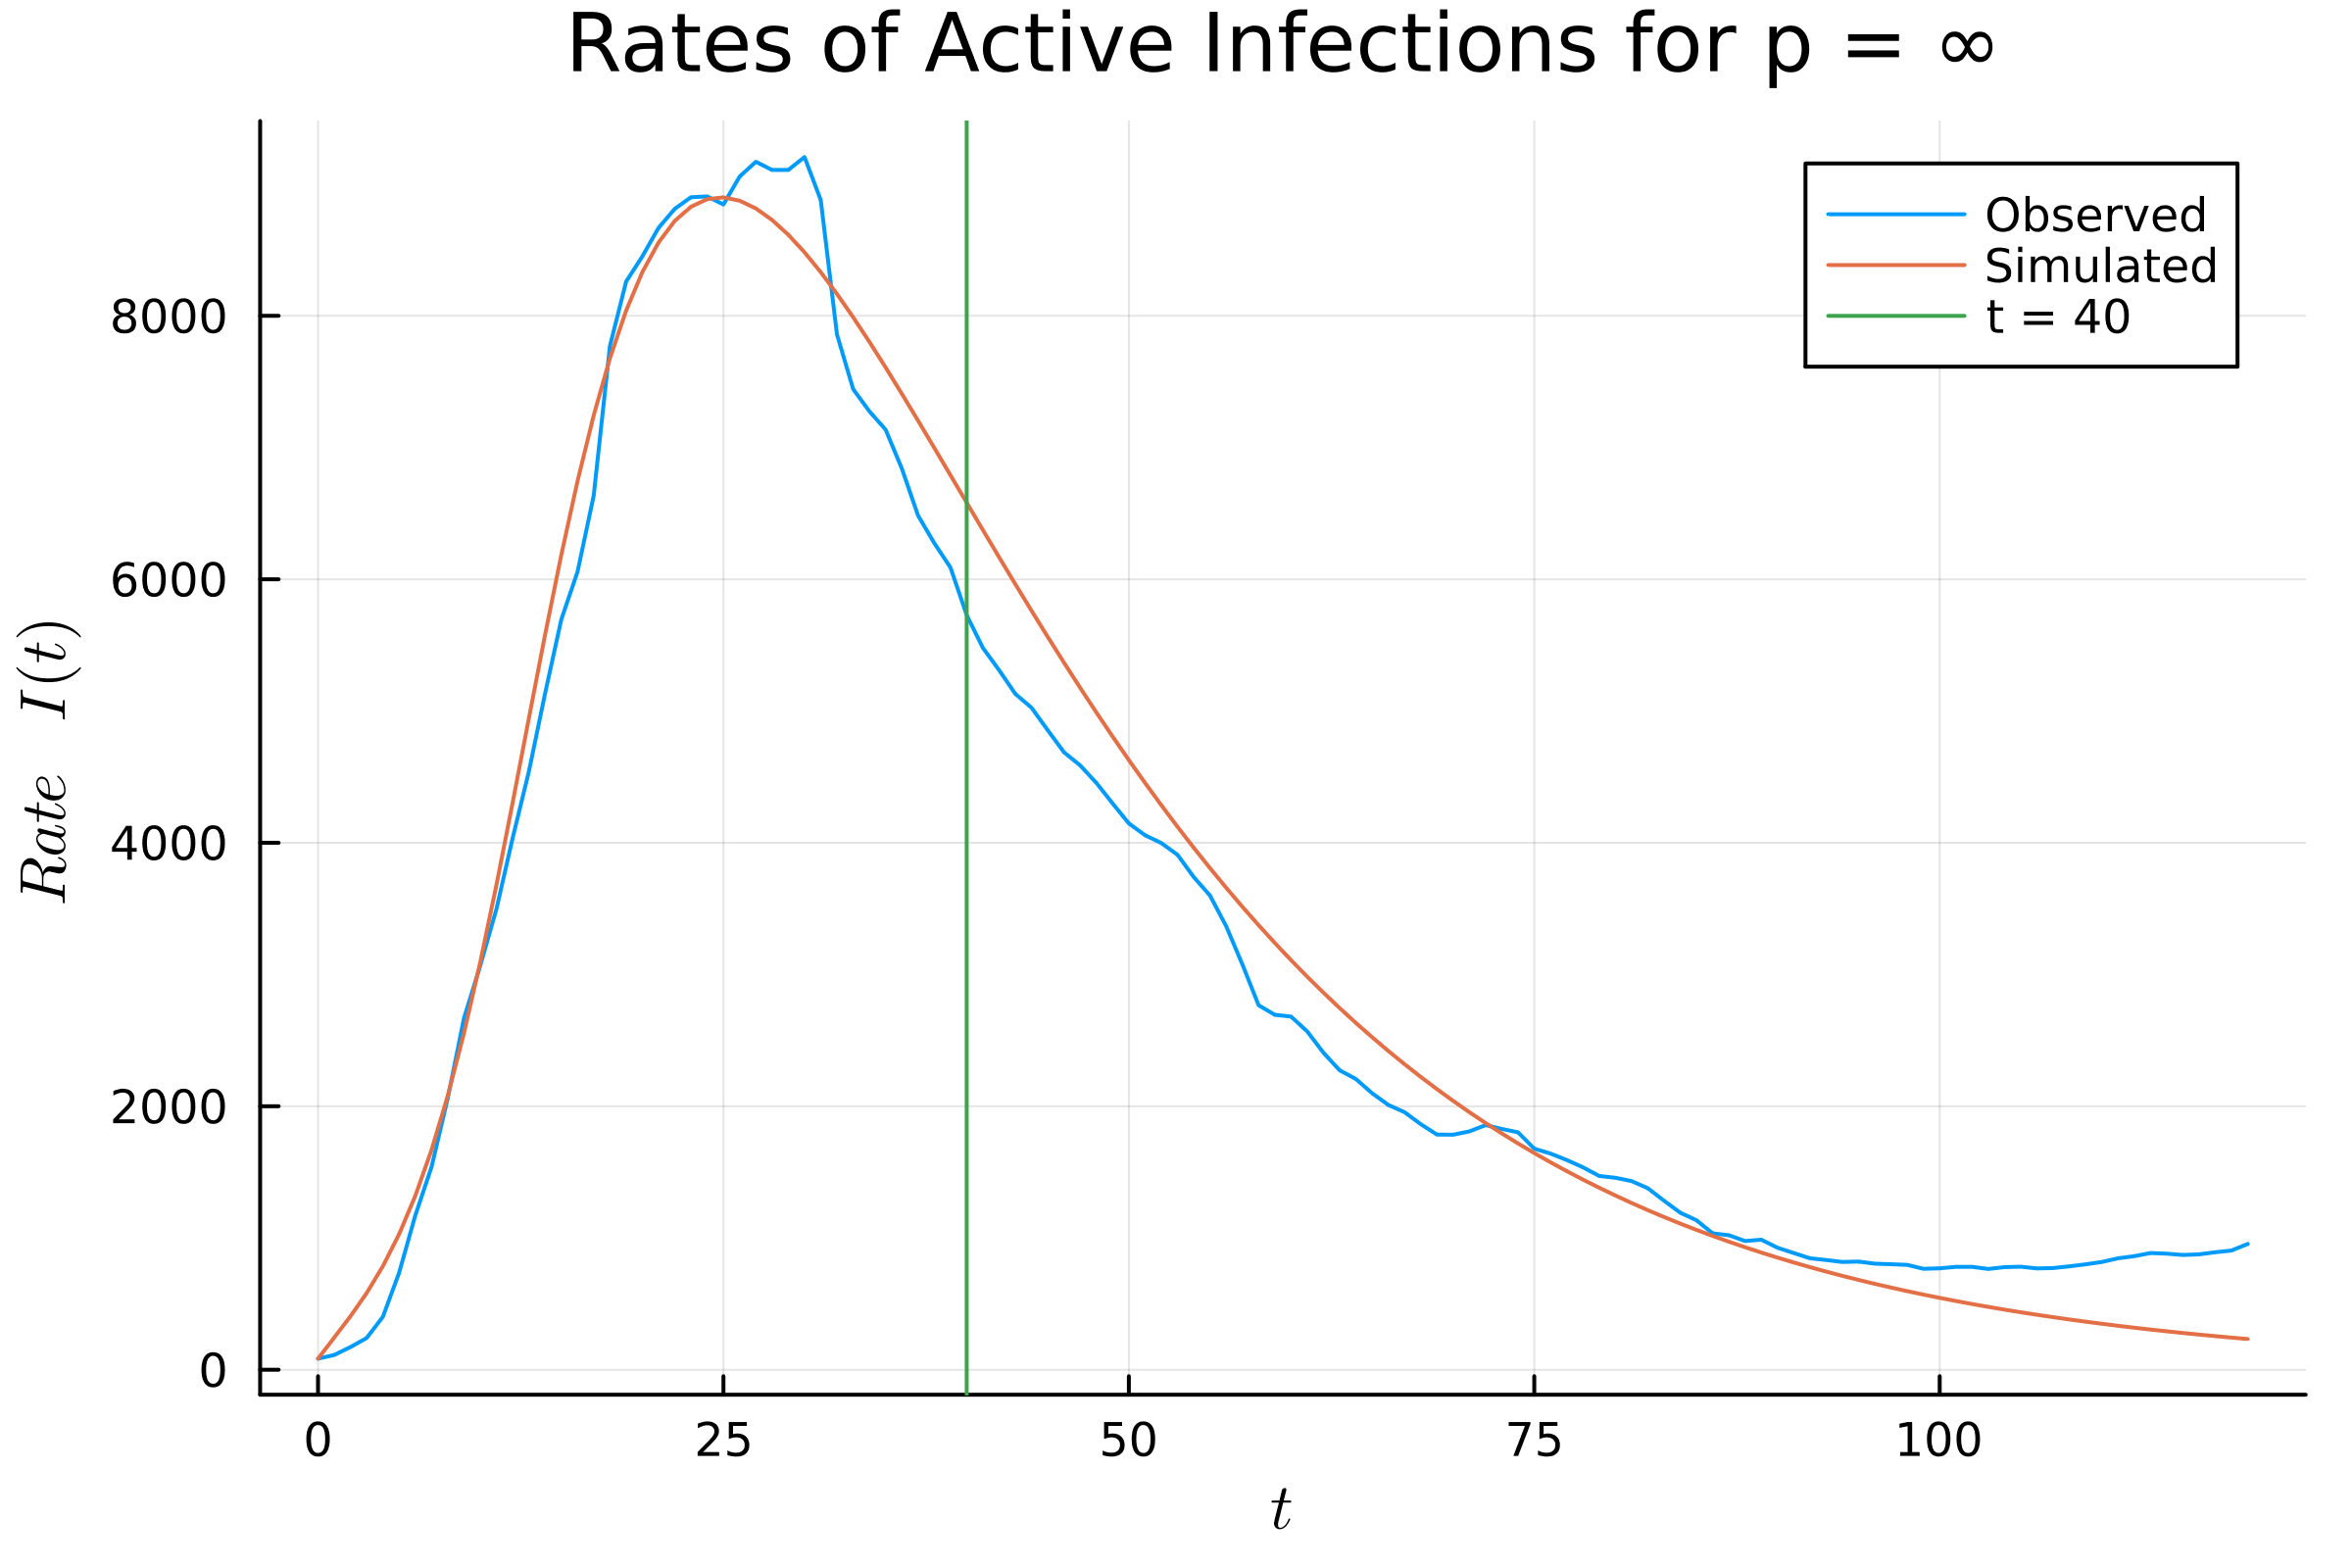 Rates of Active Infections for p = ∞
Observed
Simulated
t = 40
8000
6000
4000
2000
0
Rate I(t)
0 25 50 75 100
t